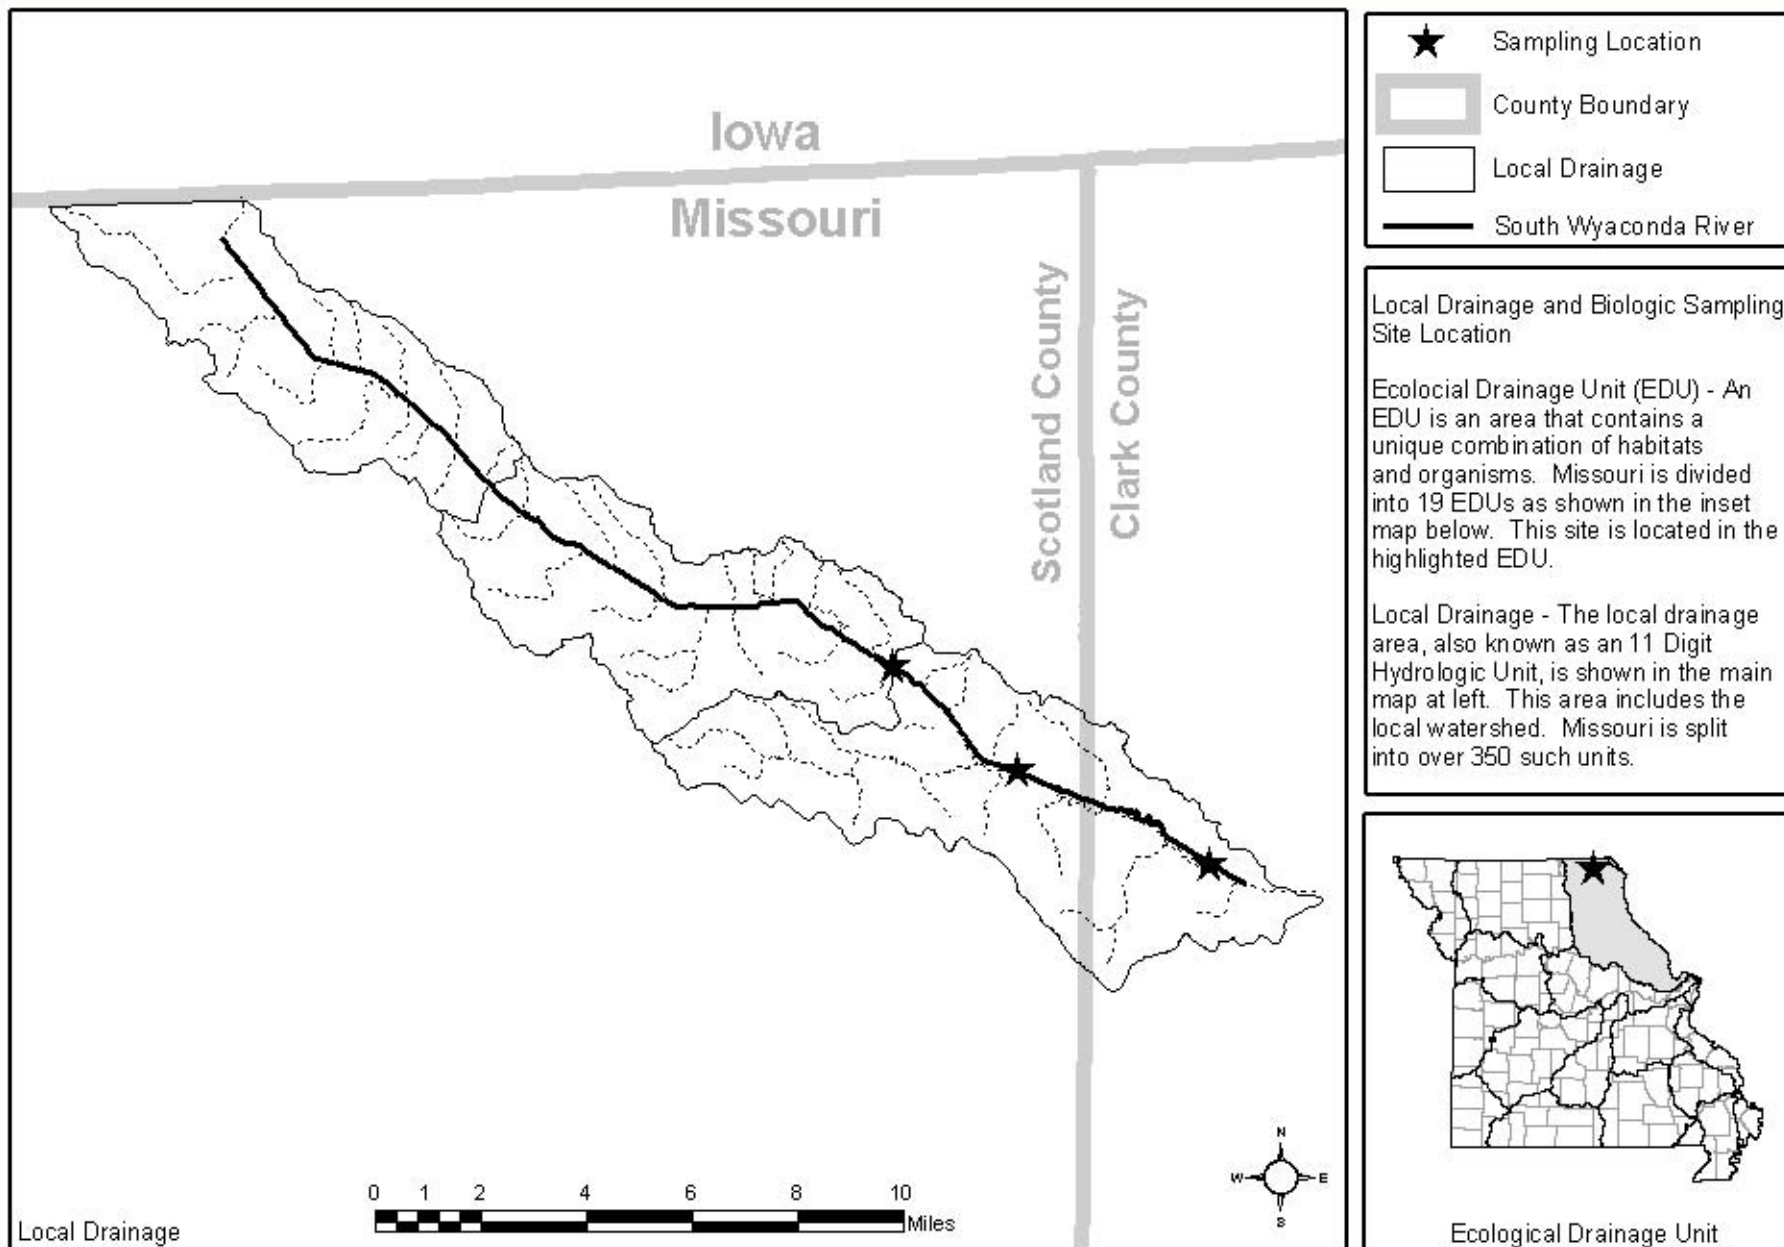 Iowa
Missouri
Scotland County
Clark County
0 1 2 4 6 8 10
Miles
N
W E
S
Local Drainage
Sampling Location
County Boundary
Local Drainage
South Wyaconda River
Local Drainage and Biologic Sampling
Site Location
Ecolocial Drainage Unit (EDU) - An
EDU is an area that contains a
unique combination of habitats
and organisms. Missouri is divided
into 19 EDUs as shown in the inset
map below. This site is located in the
highlighted EDU.
Local Drainage - The local drainage
area, also known as an 11 Digit
Hydrologic Unit, is shown in the main
map at left. This area includes the
local watershed. Missouri is split
into over 350 such units.
Ecological Drainage Unit